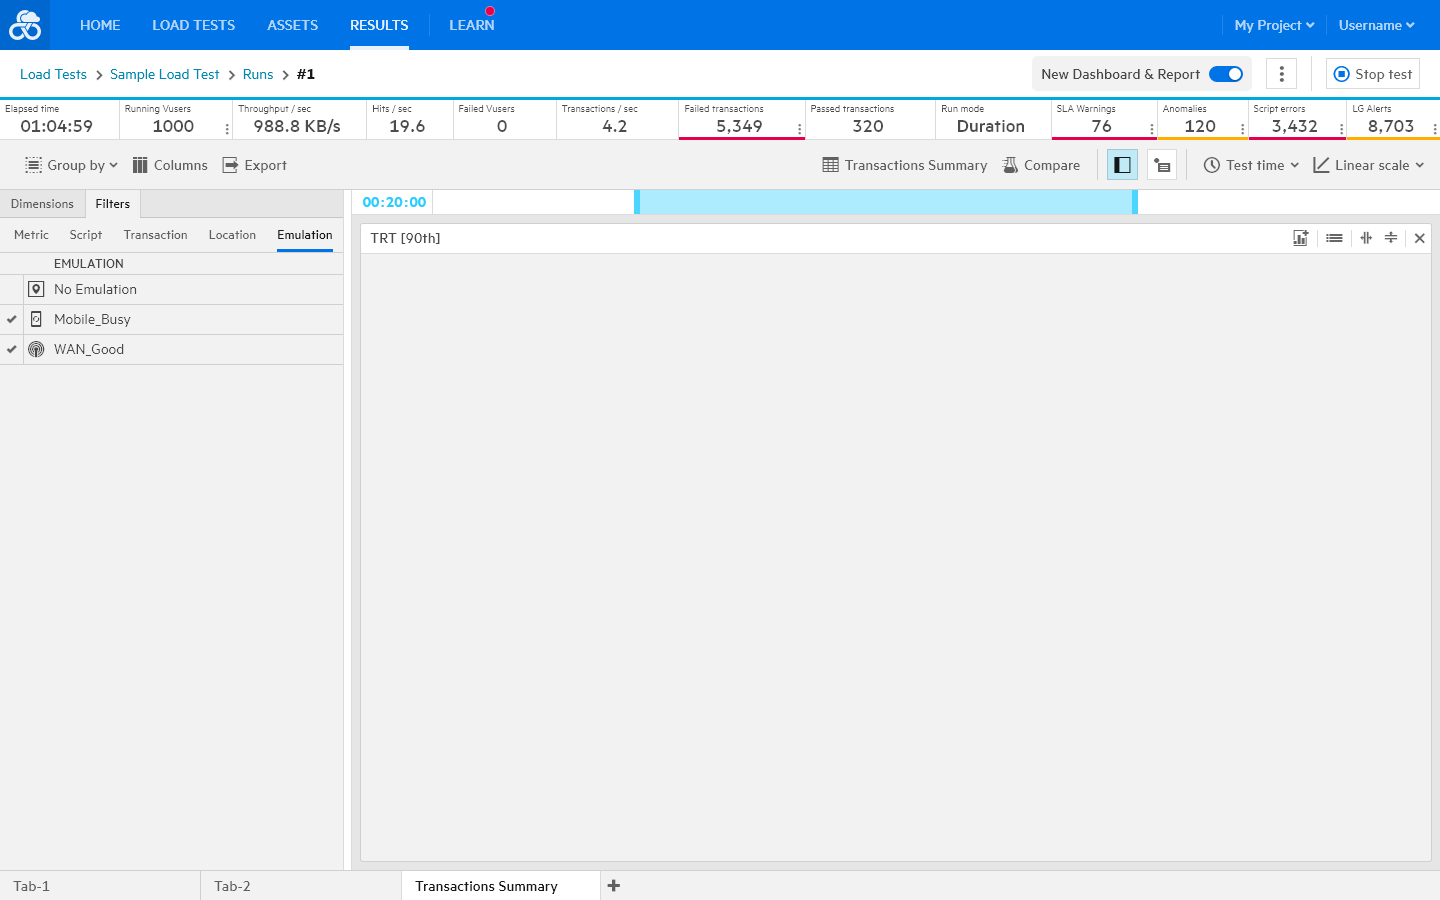 HOME LOAD TESTS ASSETS RESULTS LEARN My Project Username
Load Tests Sample Load Test Runs #1 New Dashboard & Report Stop test
Elapsed time Running Vusers Throughput / sec Hits / sec Failed Vusers Transactions / sec Failed transactions Passed transactions Run mode SLA Warnings Anomalies Script errors LG Alerts
01:04:59 1000 988.8 KB/s 19.6 0 4.2 5,349 320 Duration 76 120 3,432 8,703
Group by Columns Export Transactions Summary Compare Test time Linear scale
Dimensions Filters 00:20:00
Metric Script Transaction Location Emulation TRT [90th]
EMULATION
No Emulation
Mobile_Busy
WAN_Good
Tab-1 Tab-2 Transactions Summary